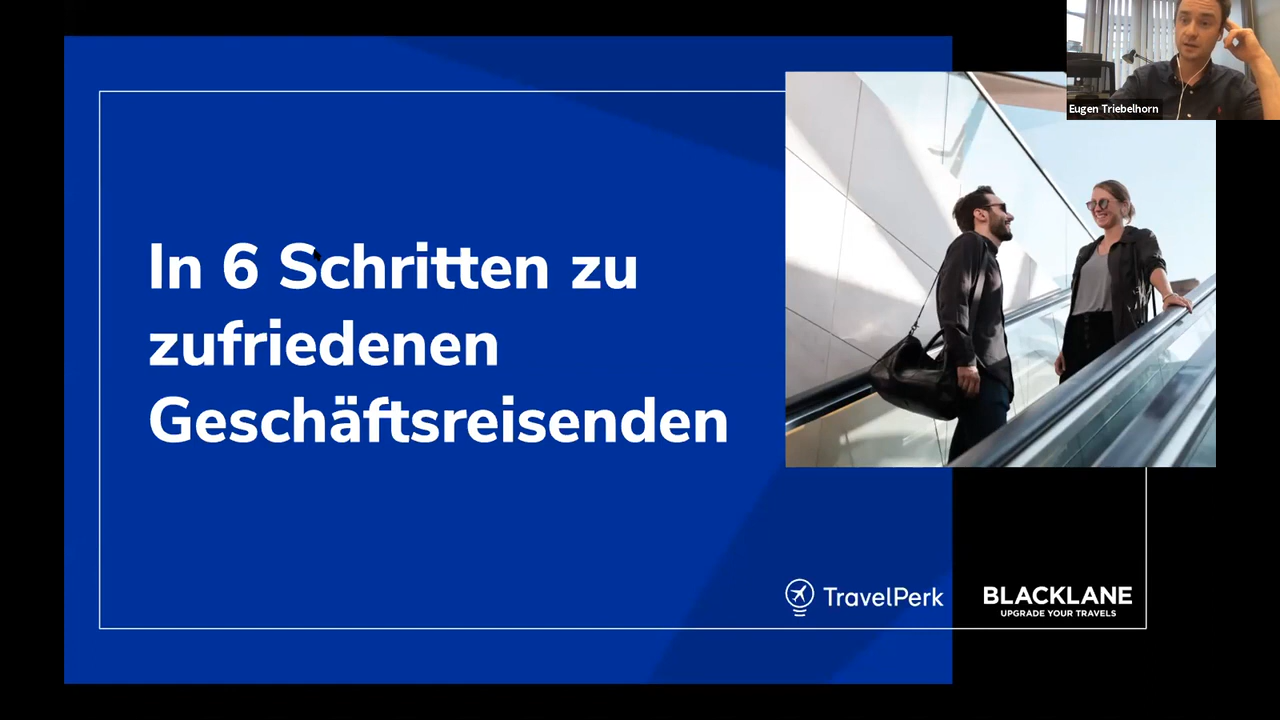 Eugen Triebelhorn
In 6 Schritten zu
zufriedenen
Geschäftsreisenden
TravelPerk
BLACKLANE
UPGRADE YOUR TRAVELS